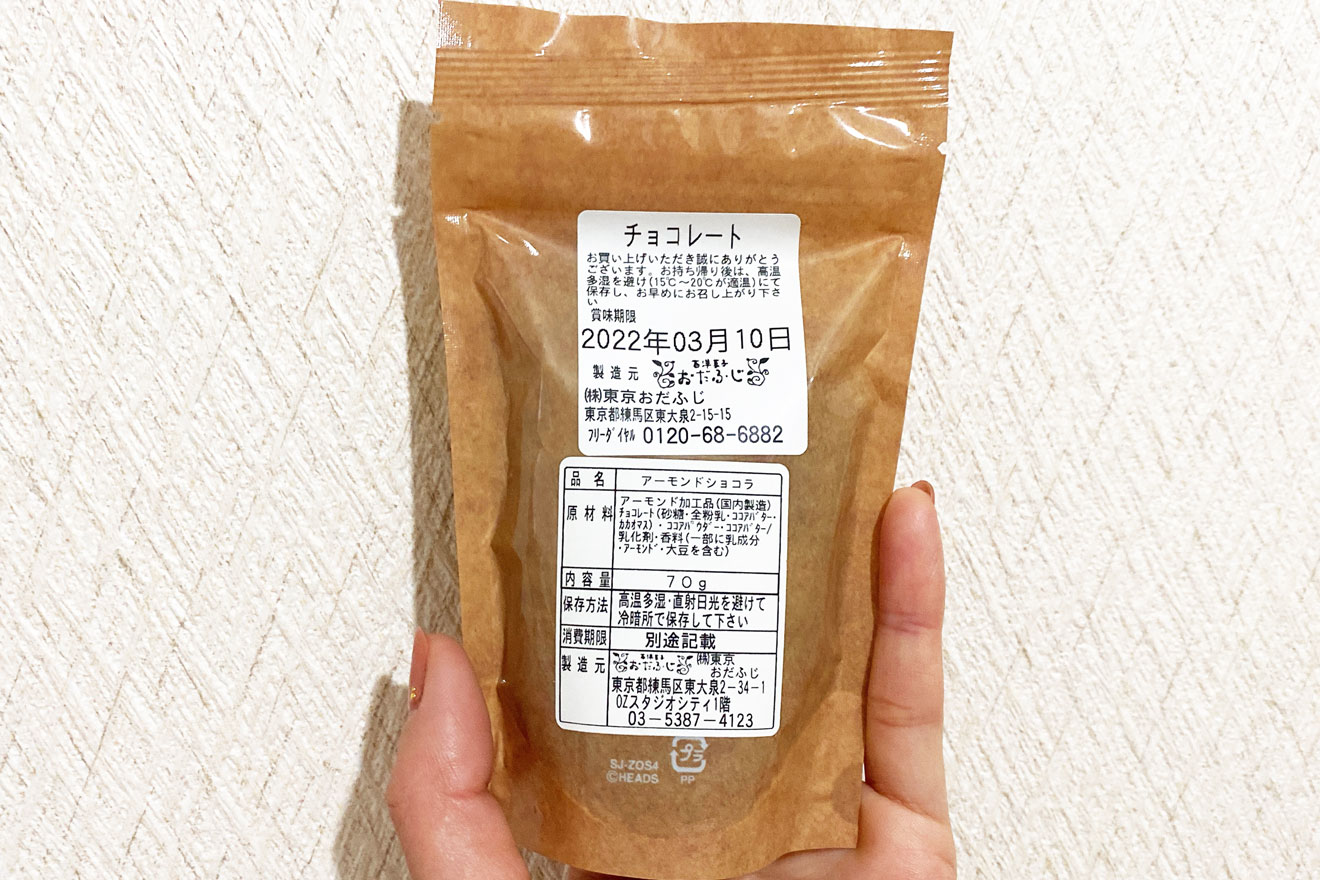 チョコレート
お買い上げいただき誠にありがとう
ございます。お持ち帰り後は、高温
多湿を避け(15℃～20℃が適温)にて
保存し、お早めにお召し上がり下さ
い
賞味期限
2022年03月10日
製造元 西洋菓子 おだふじ
㈱東京おだふじ
東京都練馬区東大泉2-15-15
ﾌﾘｰﾀﾞｲﾔﾙ 0120-68-6882
品名 アーモンドショコラ
原材料 アーモンド加工品(国内製造)
チョコレート(砂糖・全粉乳・ココアバター・
カカオマス)・ココアパウダー・ココアバター/
乳化剤・香料(一部に乳成分
・アーモンド・大豆を含む)
内容量 70g
保存方法 高温多湿・直射日光を避けて
冷暗所で保存して下さい
消費期限 別途記載
製造元 西洋菓子 おだふじ ㈱東京
おだふじ
東京都練馬区東大泉2－34－1
OZスタジオシティ1階
03－5387－4123
プラ
SJ-ZOS4
©HEADS PP